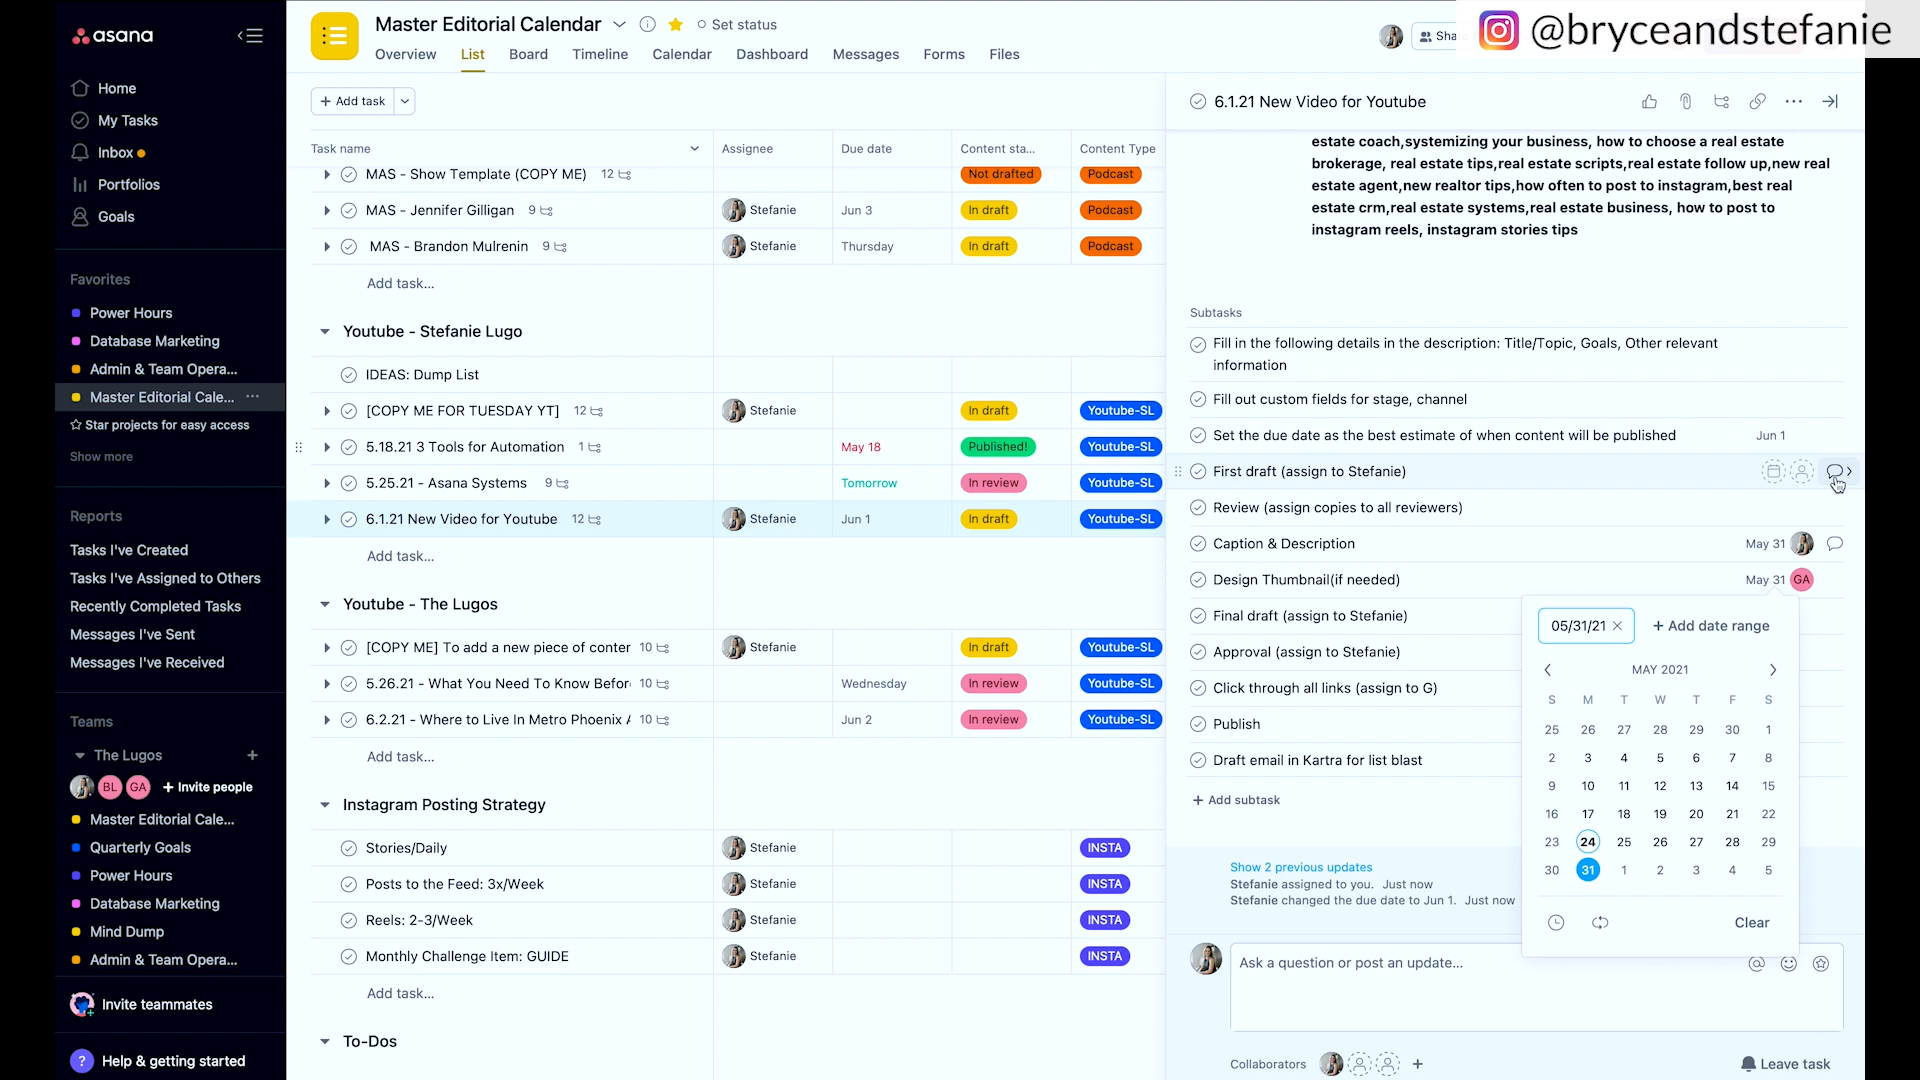 asana
Home
My Tasks
Inbox
Portfolios
Goals
Favorites
Power Hours
Database Marketing
Admin & Team Opera...
Master Editorial Cale...
Star projects for easy access
Show more
Reports
Tasks I've Created
Tasks I've Assigned to Others
Recently Completed Tasks
Messages I've Sent
Messages I've Received
Teams
The Lugos
BL GA + Invite people
Master Editorial Cale...
Quarterly Goals
Power Hours
Database Marketing
Mind Dump
Admin & Team Opera...
Invite teammates
? Help & getting started
Master Editorial Calendar Set status
Overview List Board Timeline Calendar Dashboard Messages Forms Files
@bryceandstefanie
+ Add task
Task name Assignee Due date Content sta... Content Type
MAS - Show Template (COPY ME) 12 Not drafted Podcast
MAS - Jennifer Gilligan 9 Stefanie Jun 3 In draft Podcast
MAS - Brandon Mulrenin 9 Stefanie Thursday In draft Podcast
Add task...
Youtube - Stefanie Lugo
IDEAS: Dump List
[COPY ME FOR TUESDAY YT] 12 Stefanie In draft Youtube-SL
5.18.21 3 Tools for Automation 1 May 18 Published! Youtube-SL
5.25.21 - Asana Systems 9 Tomorrow In review Youtube-SL
6.1.21 New Video for Youtube 12 Stefanie Jun 1 In draft Youtube-SL
Add task...
Youtube - The Lugos
[COPY ME] To add a new piece of conter 10 Stefanie In draft Youtube-SL
5.26.21 - What You Need To Know Befor 10 Wednesday In review Youtube-SL
6.2.21 - Where to Live In Metro Phoenix 10 Jun 2 In review Youtube-SL
Add task...
Instagram Posting Strategy
Stories/Daily Stefanie INSTA
Posts to the Feed: 3x/Week Stefanie INSTA
Reels: 2-3/Week Stefanie INSTA
Monthly Challenge Item: GUIDE Stefanie INSTA
Add task...
To-Dos
6.1.21 New Video for Youtube
estate coach,systemizing your business, how to choose a real estate
brokerage, real estate tips,real estate scripts,real estate follow up,new real
estate agent,new realtor tips,how often to post to instagram,best real
estate crm,real estate systems,real estate business, how to post to
instagram reels, instagram stories tips
Subtasks
Fill in the following details in the description: Title/Topic, Goals, Other relevant
information
Fill out custom fields for stage, channel
Set the due date as the best estimate of when content will be published Jun 1
First draft (assign to Stefanie)
Review (assign copies to all reviewers)
Caption & Description May 31
Design Thumbnail(if needed) May 31 GA
Final draft (assign to Stefanie)
Approval (assign to Stefanie)
Click through all links (assign to G)
Publish
Draft email in Kartra for list blast
+ Add subtask
05/31/21 + Add date range
MAY 2021
S M T W T F S
25 26 27 28 29 30 1
2 3 4 5 6 7 8
9 10 11 12 13 14 15
16 17 18 19 20 21 22
23 24 25 26 27 28 29
30 31 1 2 3 4 5
Clear
Show 2 previous updates
Stefanie assigned to you. Just now
Stefanie changed the due date to Jun 1. Just now
Ask a question or post an update...
Collaborators + Leave task